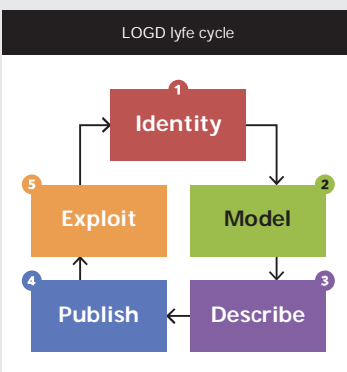 LOGD lyfe cycle
1
Identity
5
2
Exploit
Model
4
3
Publish
Describe